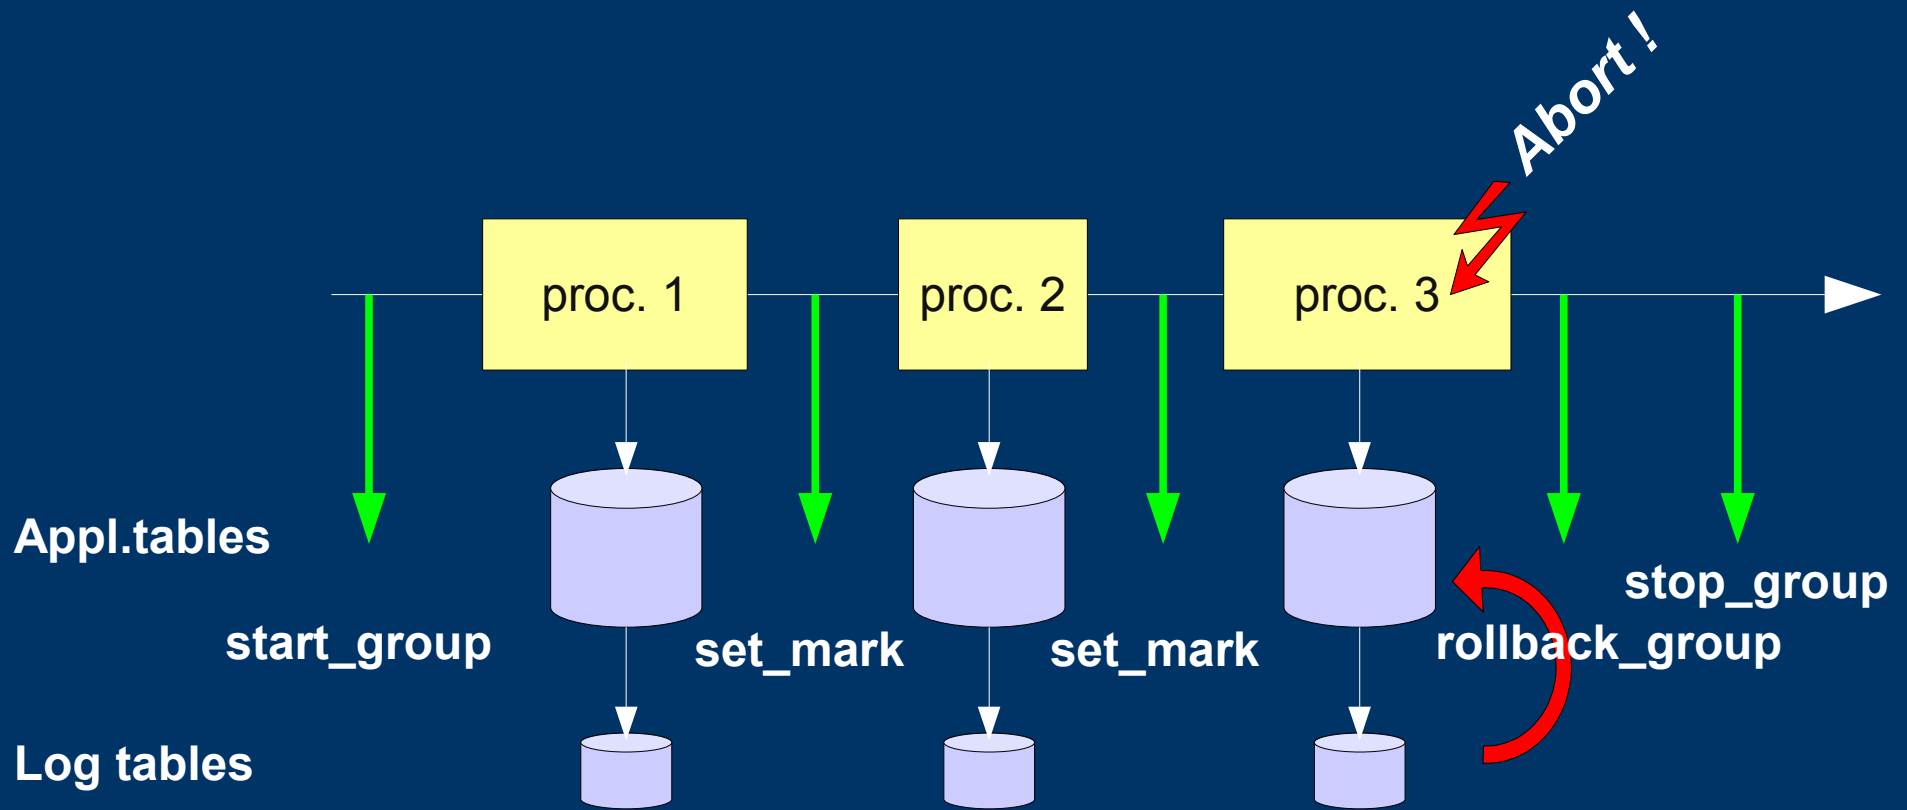 Abort !
proc. 1
proc. 2
proc. 3
Appl.tables
stop_group
start_group
set_mark
set_mark
rollback_group
Log tables